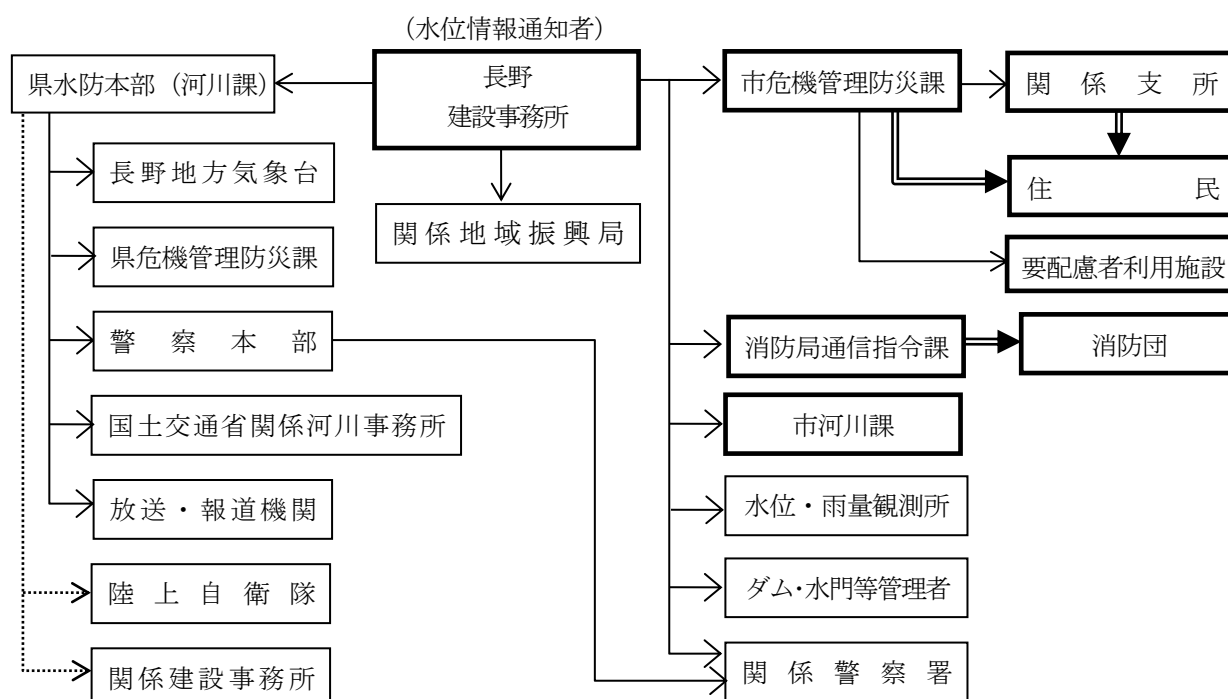 (水位情報通知者)
長野
建設事務所
県水防本部（河川課）
市危機管理防災課
関係支所
長野地方気象台
住民
関係地域振興局
県危機管理防災課
要配慮者利用施設
警察本部
消防局通信指令課
消防団
国土交通省関係河川事務所
市河川課
放送・報道機関
水位・雨量観測所
陸上自衛隊
ダム・水門等管理者
関係建設事務所
関係警察署